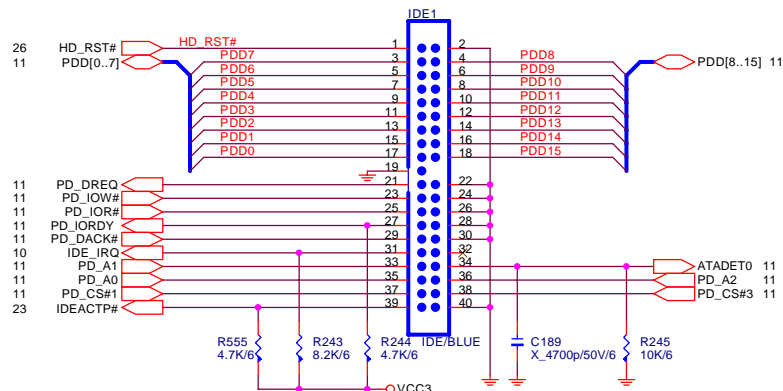 IDE1
26 HD_RST# HD_RST# 1 2
11 PDD[0..7] PDD7 3 4 PDD8 PDD[8..15] 11
PDD6 5 6 PDD9
PDD5 7 8 PDD10
PDD4 9 10 PDD11
PDD3 11 12 PDD12
PDD2 13 14 PDD13
PDD1 15 16 PDD14
PDD0 17 18 PDD15
19
11 PD_DREQ 21 22
11 PD_IOW# 23 24
11 PD_IOR# 25 26
11 PD_IORDY 27 28
11 PD_DACK# 29 30
10 IDE_IRQ 31 32
11 PD_A1 33 34 ATADET0 11
11 PD_A0 35 36 PD_A2 11
11 PD_CS#1 37 38 PD_CS#3 11
23 IDEACTP# 39 40
R555 R243 R244 IDE/BLUE C189 R245
4.7K/6 8.2K/6 4.7K/6 X_4700p/50V/6 10K/6
VCC3